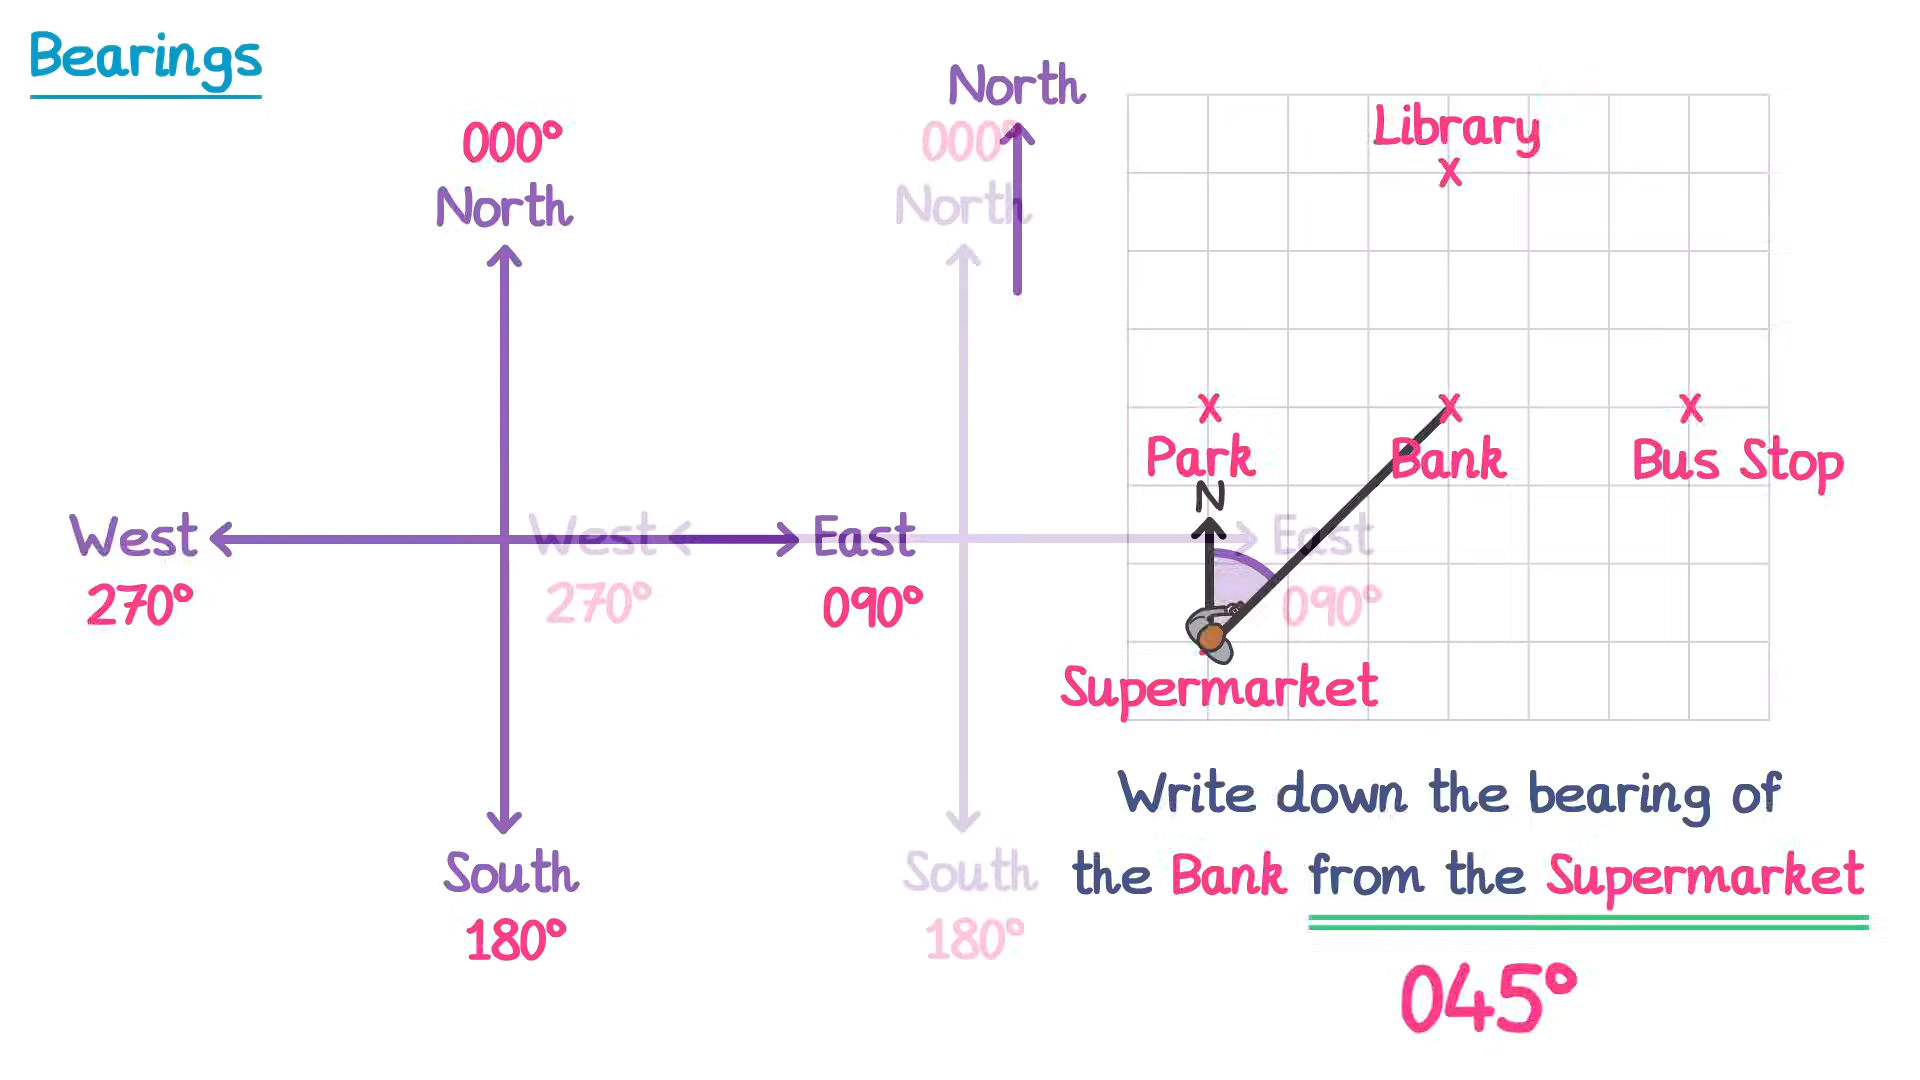 Bearings
000°
North
West
East
270°
090°
South
180°
000°
North
West
East
270°
090°
South
180°
North
Library
x
x
x
x
Park
Bank
Bus Stop
N
Supermarket
Write down the bearing of
the Bank from the Supermarket
045°